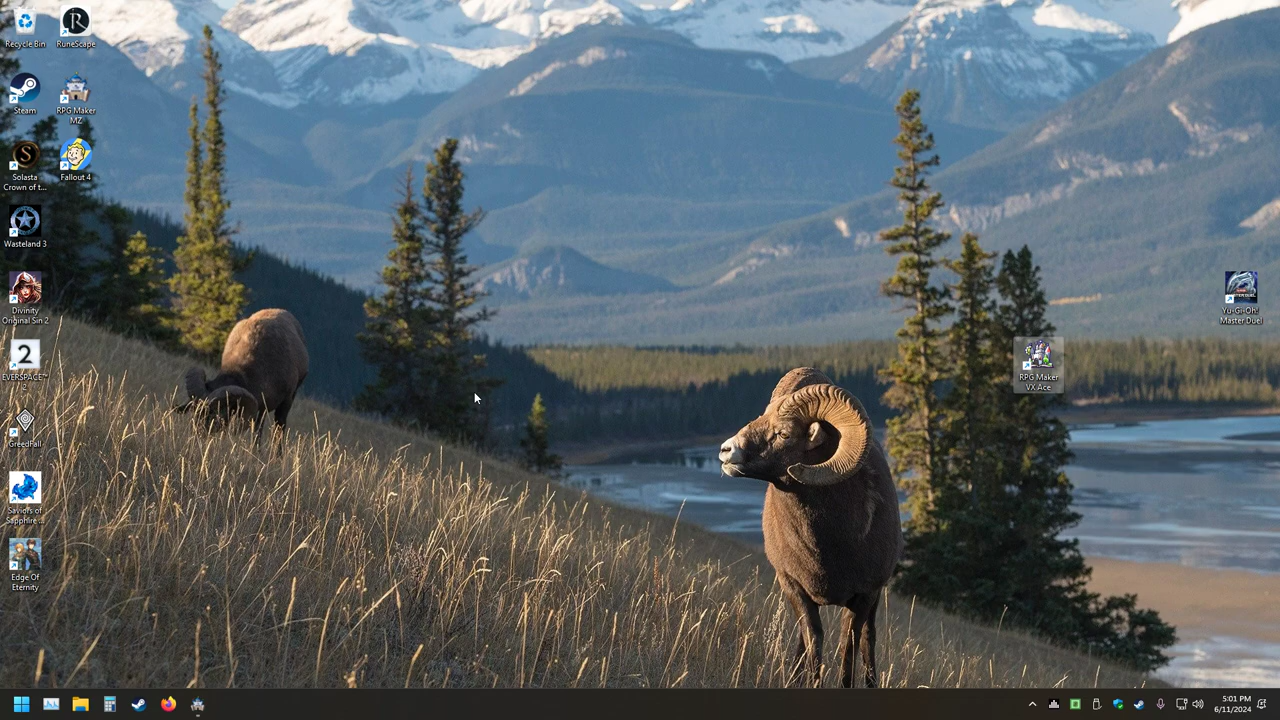 Recycle Bin
RuneScape
Steam
RPG Maker
MZ
Solasta
Crown of t...
Fallout 4
Wasteland 3
Divinity
Original Sin 2
2
EVERSPACE™
2
GreedFall
Saviors of
Sapphire ...
Edge Of
Eternity
Yu-Gi-Oh!
Master Duel
RPG Maker
VX Ace
5:01 PM
6/11/2024